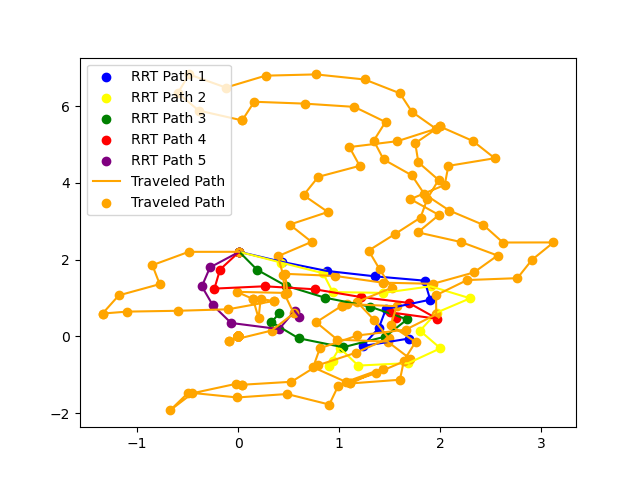 RRT Path 1
RRT Path 2
RRT Path 3
RRT Path 4
RRT Path 5
Traveled Path
Traveled Path
6
4
2
0
−2
−1
0
1
2
3